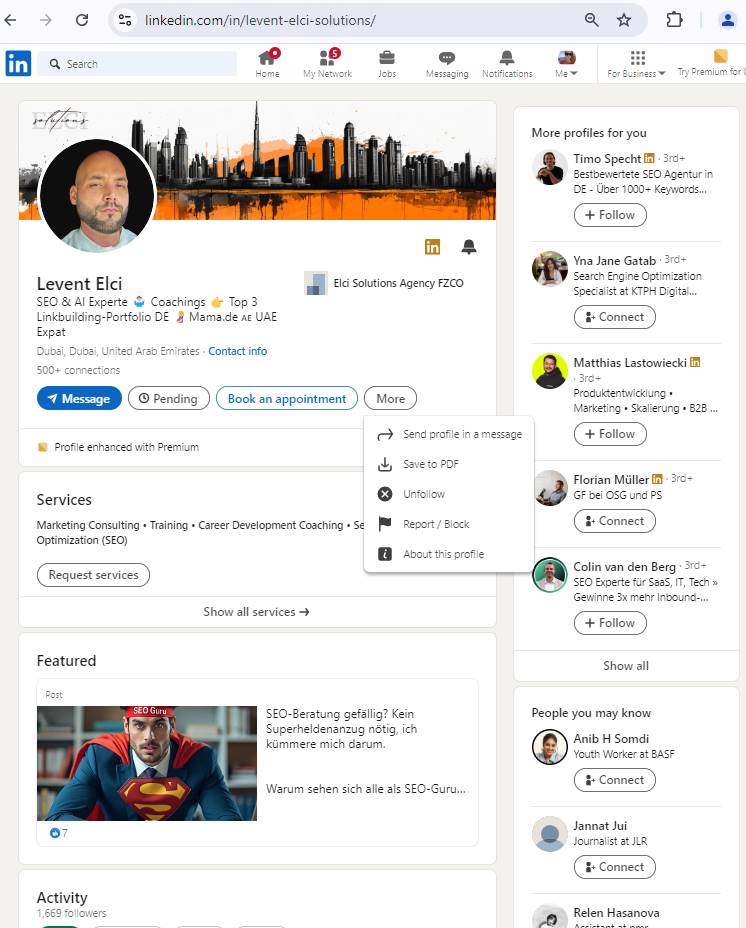 linkedin.com/in/levent-elci-solutions/
in
Search
Home
5
My Network
Jobs
Messaging
Notifications
Me
For Business
Try Premium for
ELCI
solutions
in
Levent Elci
SEO & AI Experte Coachings Top 3
Linkbuilding-Portfolio DE Mama.de AE UAE
Expat
Elci Solutions Agency FZCO
Dubai, Dubai, United Arab Emirates · Contact info
500+ connections
Message
Pending
Book an appointment
More
Profile enhanced with Premium
Send profile in a message
Save to PDF
Unfollow
Report / Block
About this profile
Services
Marketing Consulting • Training • Career Development Coaching •
Optimization (SEO)
Request services
Show all services
Featured
Post
SEO Guru
SEO-Beratung gefällig? Kein
Superheldenanzug nötig, ich
kümmere mich darum.
Warum sehen sich alle als SEO-Guru...
7
Activity
1,669 followers
More profiles for you
Timo Specht in · 3rd+
Bestbewertete SEO Agentur in
DE - Über 1000+ Keywords...
+ Follow
Yna Jane Gatab · 3rd+
Search Engine Optimization
Specialist at KTPH Digital...
Connect
Matthias Lastowiecki in
· 3rd+
Produktentwicklung •
Marketing • Skalierung • B2B ...
+ Follow
Florian Müller in · 3rd+
GF bei OSG und PS
Connect
Colin van den Berg · 3rd+
SEO Experte für SaaS, IT, Tech »
Gewinne 3x mehr Inbound-...
+ Follow
Show all
People you may know
Anib H Somdi
Youth Worker at BASF
Connect
Jannat Jui
Journalist at JLR
Connect
Relen Hasanova